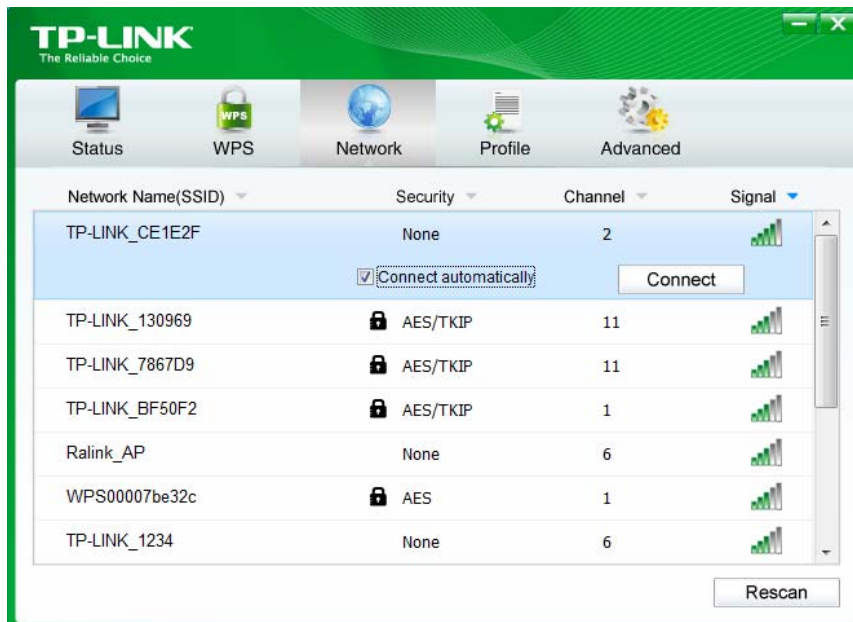 TP-LINK
The Reliable Choice
WPS
Status WPS Network Profile Advanced
Network Name(SSID) Security Channel Signal
TP-LINK_CE1E2F None 2
Connect automatically Connect
TP-LINK_130969 AES/TKIP 11
TP-LINK_7867D9 AES/TKIP 11
TP-LINK_BF50F2 AES/TKIP 1
Ralink_AP None 6
WPS00007be32c AES 1
TP-LINK_1234 None 6
Rescan